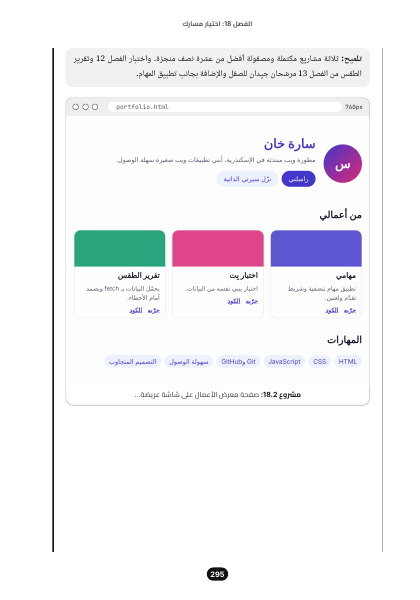 الفصل 18: اختيار مسارك
تلميح: ثلاثة مشاريع مكتملة ومصقولة أفضل من عشرة نصف منجزة. واختبار الفصل 12 وتقرير
الطقس من الفصل 13 مرشحان جيدان للصقل والإضافة بجانب تطبيق المهام.
portfolio.html
760px
س
سارة خان
مطورة ويب مبتدئة في الإسكندرية. أبني تطبيقات ويب صغيرة سهلة الوصول.
راسلني
نزّل سيرتي الذاتية
من أعمالي
مهامي
تطبيق مهام بتصفية وشريط
تقدّم ولغتين.
جرّبه الكود
اختبار بِت
اختبار يبني نفسه من البيانات.
جرّبه الكود
تقرير الطقس
يحمّل البيانات بـ fetch ويصمد
أمام الأخطاء.
جرّبه الكود
المهارات
HTML
CSS
JavaScript
Git وGitHub
سهولة الوصول
التصميم المتجاوب
مشروع 18.2: صفحة معرض الأعمال على شاشة عريضة...
295